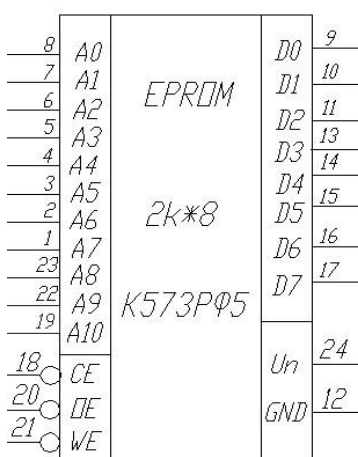 8 A0 EPROM D0 9
7 A1 D1 10
6 A2 D2 11
5 A3 D3 13
4 A4 D4 14
3 A5 2k*8 D5 15
2 A6 D6 16
1 A7 D7 17
23 A8
22 A9 К573РФ5
19 A10
18 CE Un 24
20 OE GND 12
21 WE